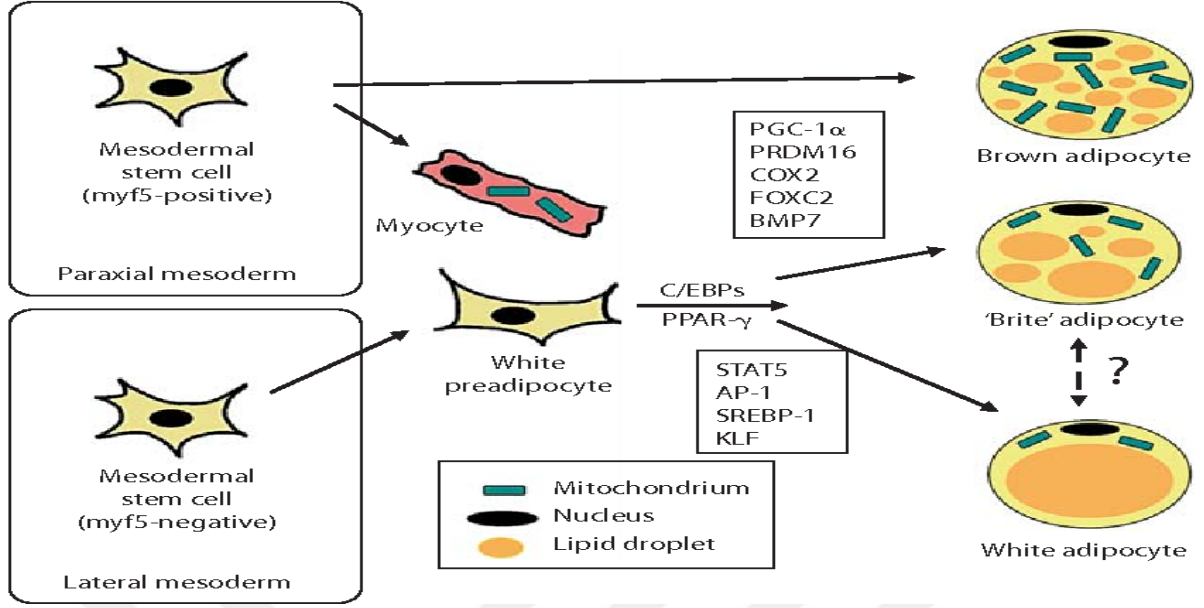 Mesodermal
stem cell
(myf5-positive)
Paraxial mesoderm
Myocyte
PGC-1α
PRDM16
COX2
FOXC2
BMP7
Brown adipocyte
'Brite' adipocyte
?
White adipocyte
C/EBPs
PPAR-γ
White
preadipocyte
STAT5
AP-1
SREBP-1
KLF
Mesodermal
stem cell
(myf5-negative)
Lateral mesoderm
Mitochondrium
Nucleus
Lipid droplet